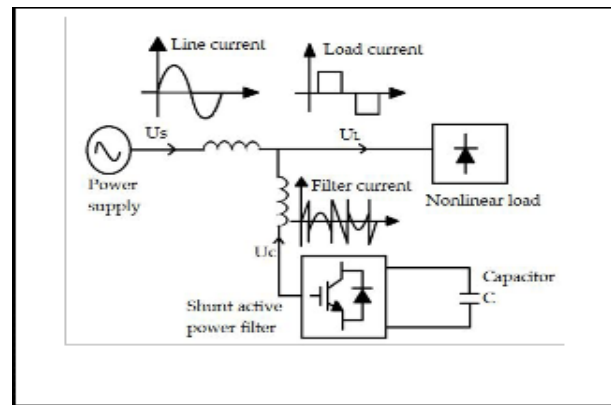 Line current
Load current
Us
UL
Power
supply
Filter current
Nonlinear load
Uc
Capacitor
C
Shunt active
power filter